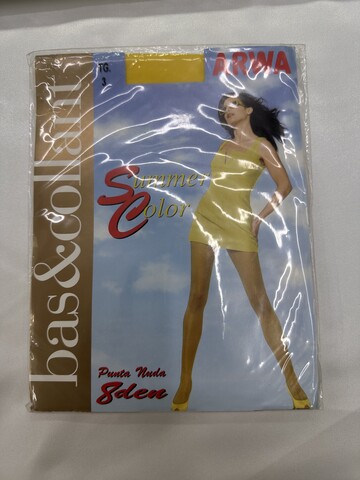 TG.
3
ARWA
bas&collant
Summer
Color
Punta Nuda
8den